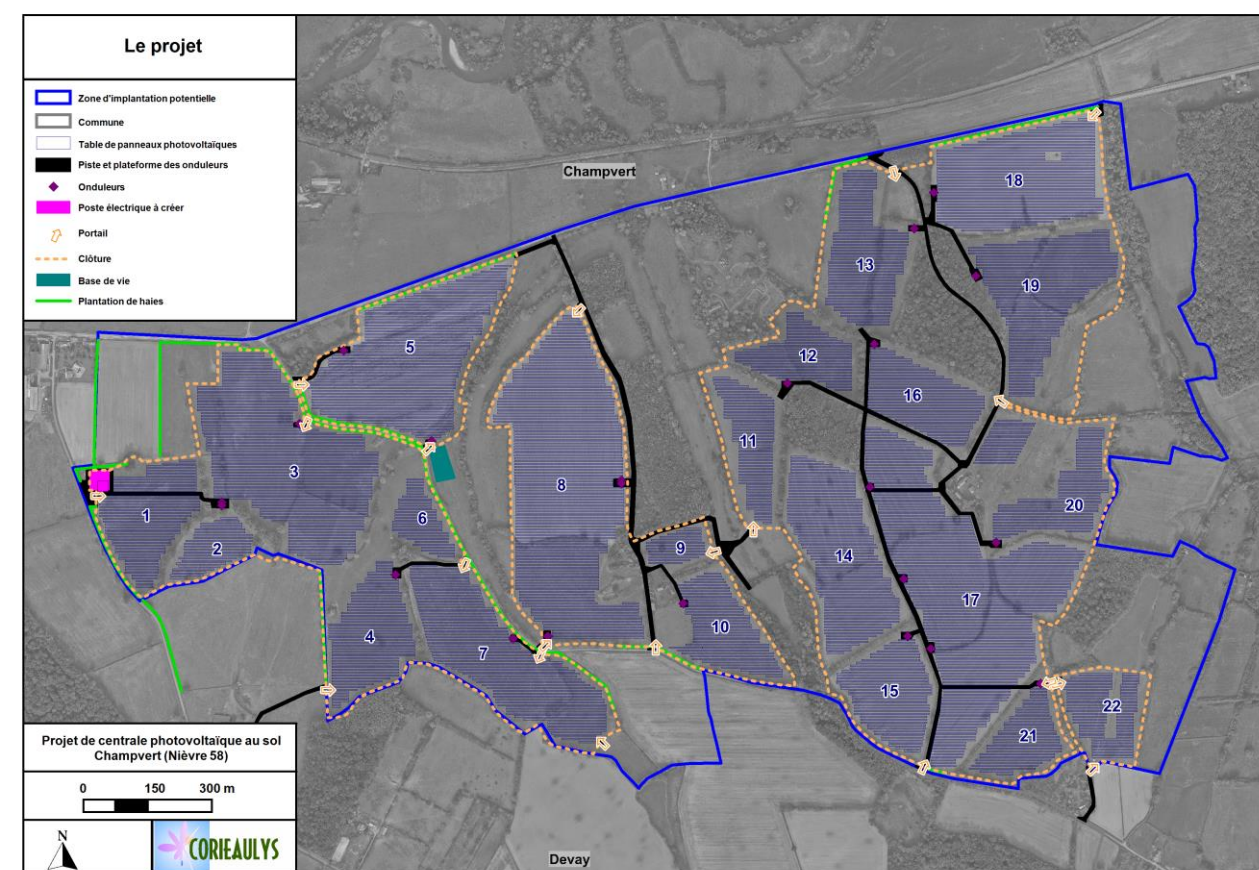 Le projet
Zone d'implantation potentielle
Commune
Table de panneaux photovoltaïques
Piste et plateforme des onduleurs
Onduleurs
Poste électrique à créer
Portail
Clôture
Base de vie
Plantation de haies
Champvert
18
13
19
5
12
16
11
3
8
20
1
6
9
14
2
17
10
4
7
15
22
21
Projet de centrale photovoltaïque au sol
Champvert (Nièvre 58)
0 150 300 m
N
CORIEAULYS
Devay